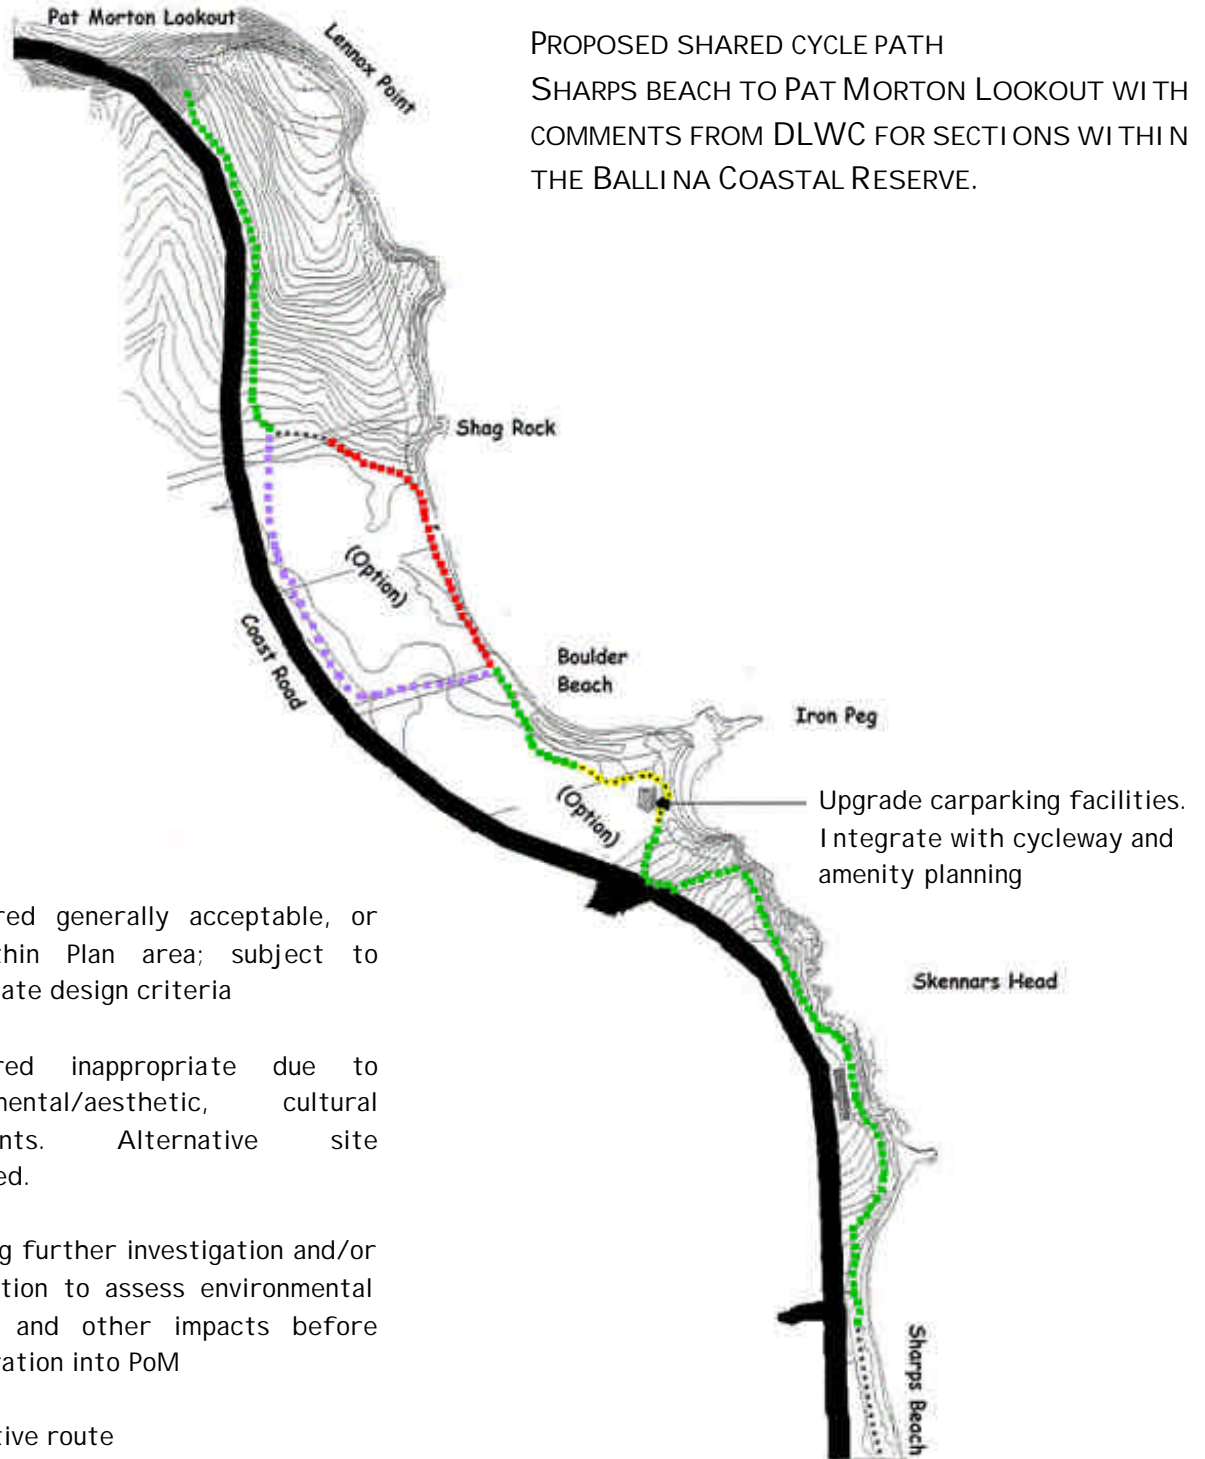 Pat Morton Lookout
Lennox Point
PROPOSED SHARED CYCLE PATH
SHARPS BEACH TO PAT MORTON LOOKOUT WITH
COMMENTS FROM DLWC FOR SECTIONS WITHIN
THE BALLINA COASTAL RESERVE.
Shag Rock
(Option)
Coast Road
Boulder
Beach
Iron Peg
(Option)
Upgrade carparking facilities.
Integrate with cycleway and
amenity planning
red generally acceptable, or
thin Plan area; subject to
ate design criteria
Skennars Head
red inappropriate due to
mental/aesthetic, cultural
nts. Alternative site
ed.
g further investigation and/or
tion to assess environmental
and other impacts before
ration into PoM
Sharps Beach
tive route